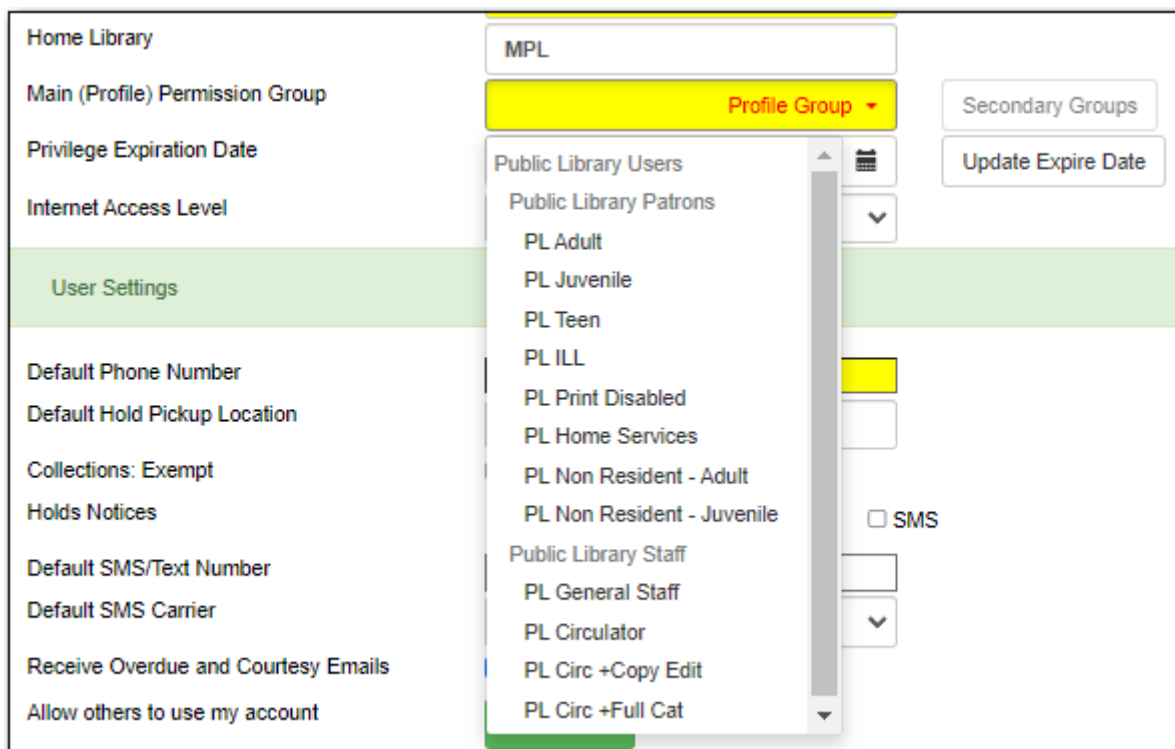 Home Library
MPL
Main (Profile) Permission Group
Profile Group
Secondary Groups
Privilege Expiration Date
Update Expire Date
Internet Access Level
Public Library Users
Public Library Patrons
PL Adult
PL Juvenile
PL Teen
PL ILL
PL Print Disabled
PL Home Services
PL Non Resident - Adult
PL Non Resident - Juvenile
Public Library Staff
PL General Staff
PL Circulator
PL Circ +Copy Edit
PL Circ +Full Cat
User Settings
Default Phone Number
Default Hold Pickup Location
Collections: Exempt
Holds Notices
SMS
Default SMS/Text Number
Default SMS Carrier
Receive Overdue and Courtesy Emails
Allow others to use my account